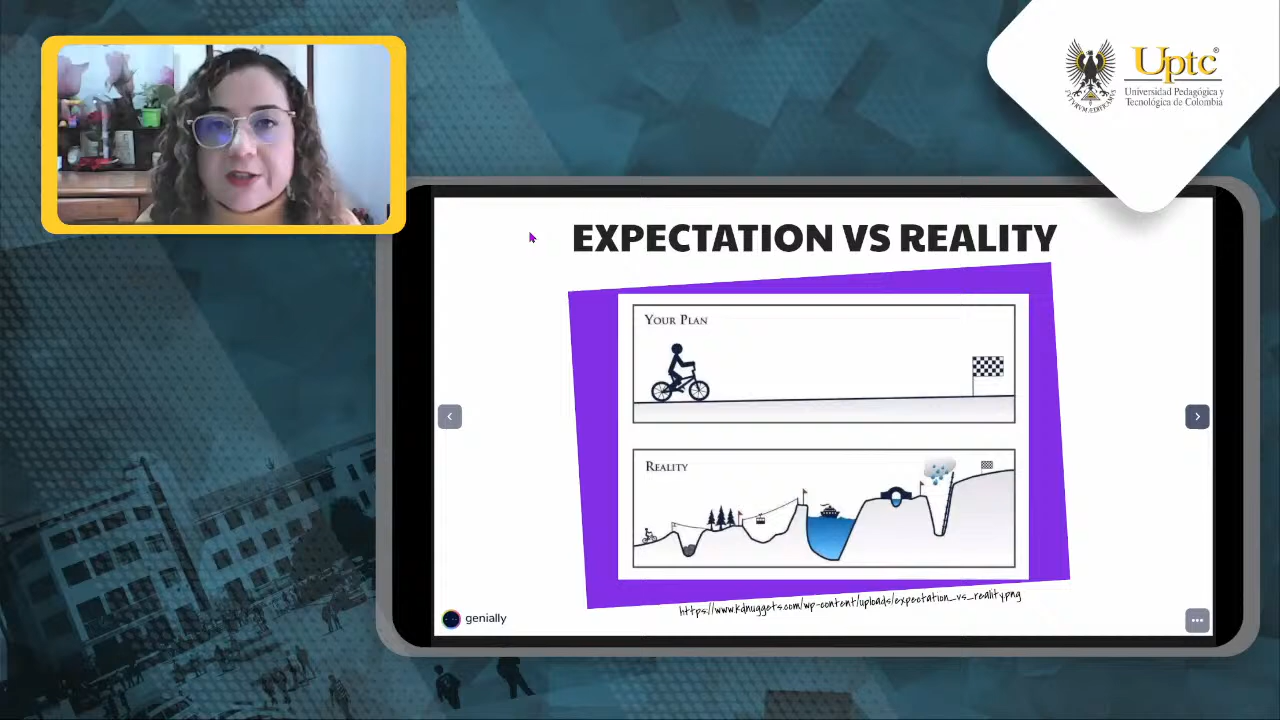 Uptc
Universidad Pedagógica y
Tecnológica de Colombia
EXPECTATION VS REALITY
YOUR PLAN
REALITY
https://www.kdnuggets.com/wp-content/uploads/expectation_vs_reality.png
genially